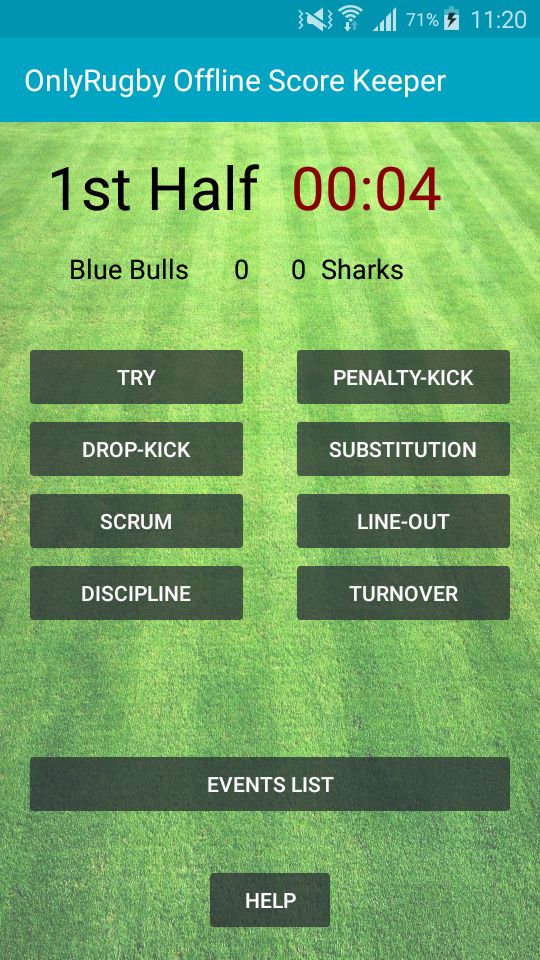 71% 11:20
OnlyRugby Offline Score Keeper
1st Half 00:04
Blue Bulls 0 0 Sharks
TRY PENALTY-KICK
DROP-KICK SUBSTITUTION
SCRUM LINE-OUT
DISCIPLINE TURNOVER
EVENTS LIST
HELP